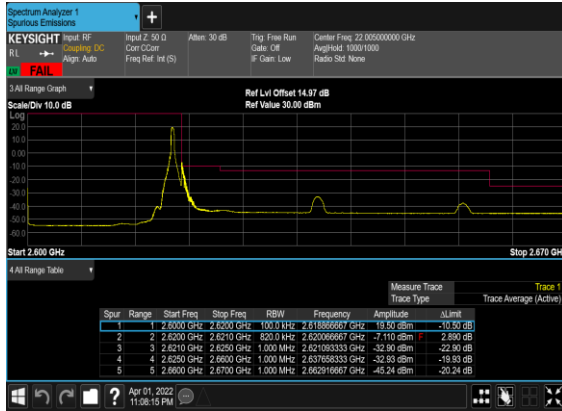 Spectrum Analyzer 1
Spurious Emissions
KEYSIGHT Input: RF Input Z: 50 Ω Atten: 30 dB Trig: Free Run Center Freq: 22.005000000 GHz
RL Coupling: DC Corr CCorr Gate: Off Avg|Hold: 1000/1000
Align: Auto Freq Ref: Int (S) IF Gain: Low Radio Std: None
LV FAIL
3 All Range Graph
Ref Lvl Offset 14.97 dB
Scale/Div 10.0 dB Ref Value 30.00 dBm
Log
20.0
10.0
0.00
-10.0
-20.0
-30.0
-40.0
-50.0
-60.0
Start 2.600 GHz Stop 2.670 GH
4 All Range Table
Measure Trace Trace 1
Trace Type Trace Average (Active)
Spur Range Start Freq Stop Freq RBW Frequency Amplitude ΔLimit
1 1 2.6000 GHz 2.6200 GHz 100.0 kHz 2.618866667 GHz 19.50 dBm -10.50 dB
2 2 2.6200 GHz 2.6210 GHz 820.0 kHz 2.620066667 GHz -7.110 dBm F 2.890 dB
3 3 2.6210 GHz 2.6250 GHz 1.000 MHz 2.621093333 GHz -32.90 dBm -22.90 dB
4 4 2.6250 GHz 2.6600 GHz 1.000 MHz 2.637658333 GHz -32.93 dBm -19.93 dB
5 5 2.6600 GHz 2.6700 GHz 1.000 MHz 2.662916667 GHz -45.24 dBm -20.24 dB
? Apr 01, 2022
11:08:15 PM